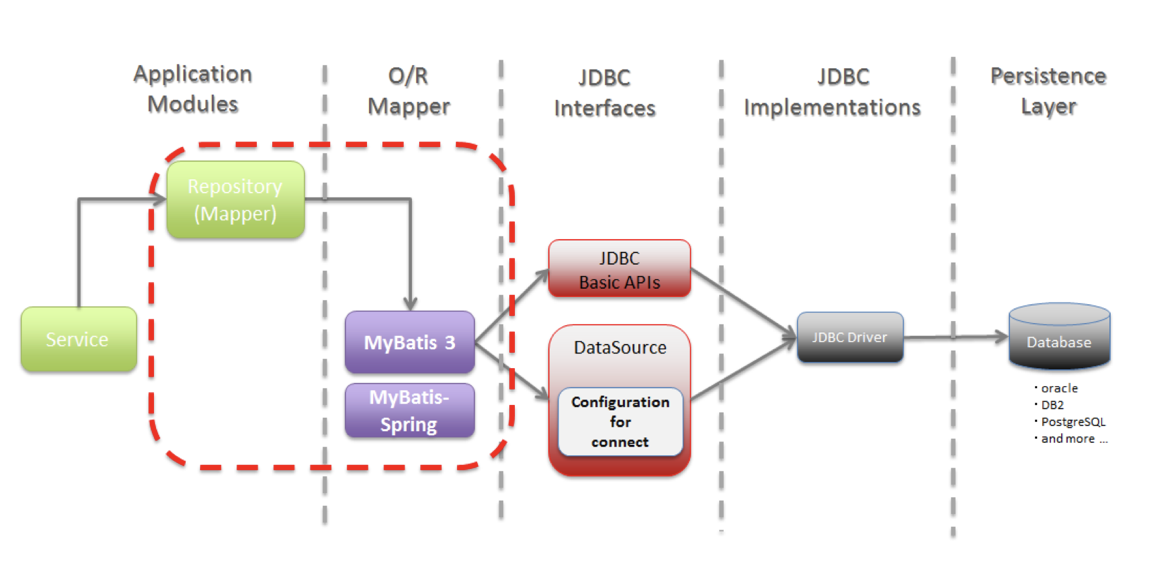 Application
Modules
O/R
Mapper
JDBC
Interfaces
JDBC
Implementations
Persistence
Layer
Repository
(Mapper)
Service
MyBatis 3
MyBatis-
Spring
JDBC
Basic APIs
DataSource
Configuration
for
connect
JDBC Driver
Database
・oracle
・DB2
・PostgreSQL
・and more ...